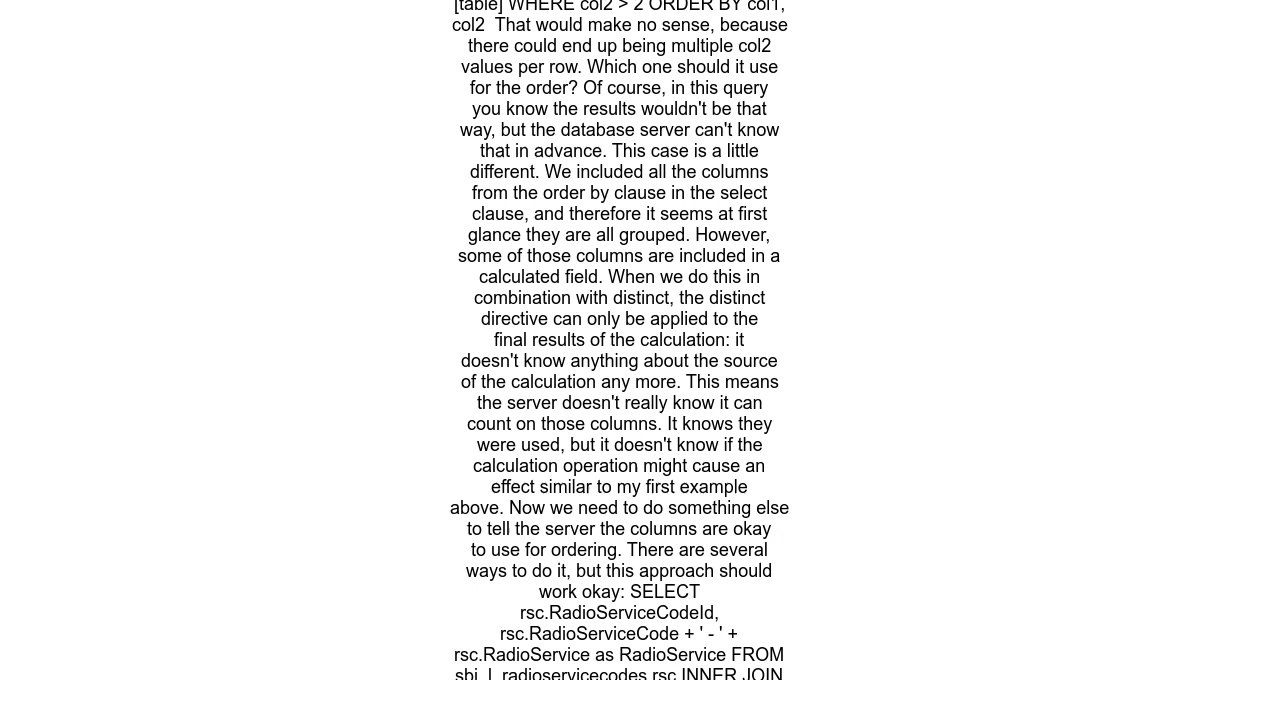 [table] WHERE col2 > 2 ORDER BY col1,
col2  That would make no sense, because
there could end up being multiple col2
values per row. Which one should it use
for the order? Of course, in this query
you know the results wouldn't be that
way, but the database server can't know
that in advance. This case is a little
different. We included all the columns
from the order by clause in the select
clause, and therefore it seems at first
glance they are all grouped. However,
some of those columns are included in a
calculated field. When we do this in
combination with distinct, the distinct
directive can only be applied to the
final results of the calculation: it
doesn't know anything about the source
of the calculation any more. This means
the server doesn't really know it can
count on those columns. It knows they
were used, but it doesn't know if the
calculation operation might cause an
effect similar to my first example
above. Now we need to do something else
to tell the server the columns are okay
to use for ordering. There are several
ways to do it, but this approach should
work okay: SELECT
rsc.RadioServiceCodeId,
rsc.RadioServiceCode + ' - ' +
rsc.RadioService as RadioService FROM
sbi_l_radioservicecodes rsc INNER JOIN